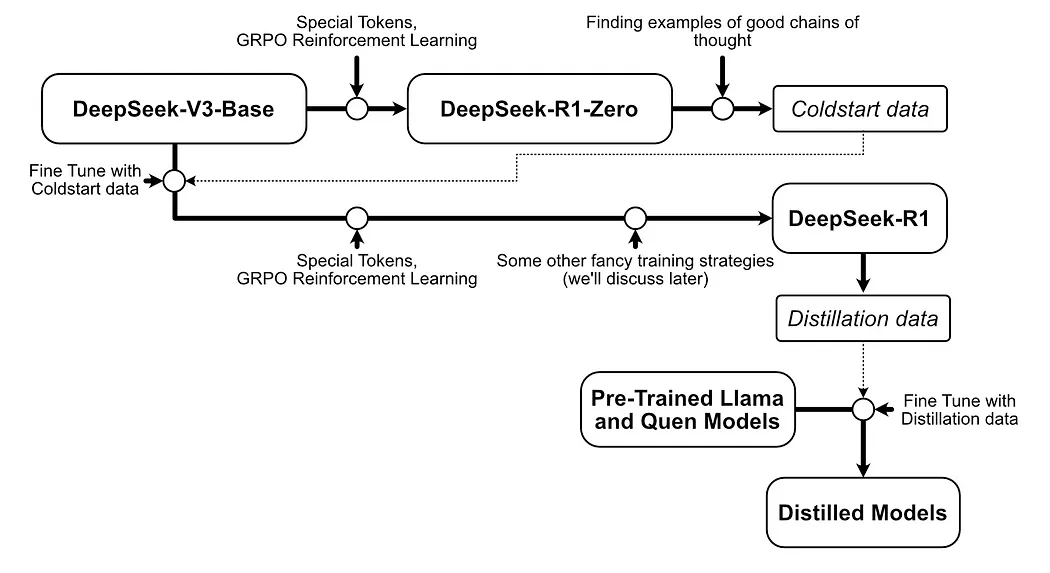 Special Tokens,
GRPO Reinforcement Learning
Finding examples of good chains of
thought
DeepSeek-V3-Base
DeepSeek-R1-Zero
Coldstart data
Fine Tune with
Coldstart data
DeepSeek-R1
Special Tokens,
GRPO Reinforcement Learning
Some other fancy training strategies
(we'll discuss later)
Distillation data
Pre-Trained Llama
and Quen Models
Fine Tune with
Distillation data
Distilled Models